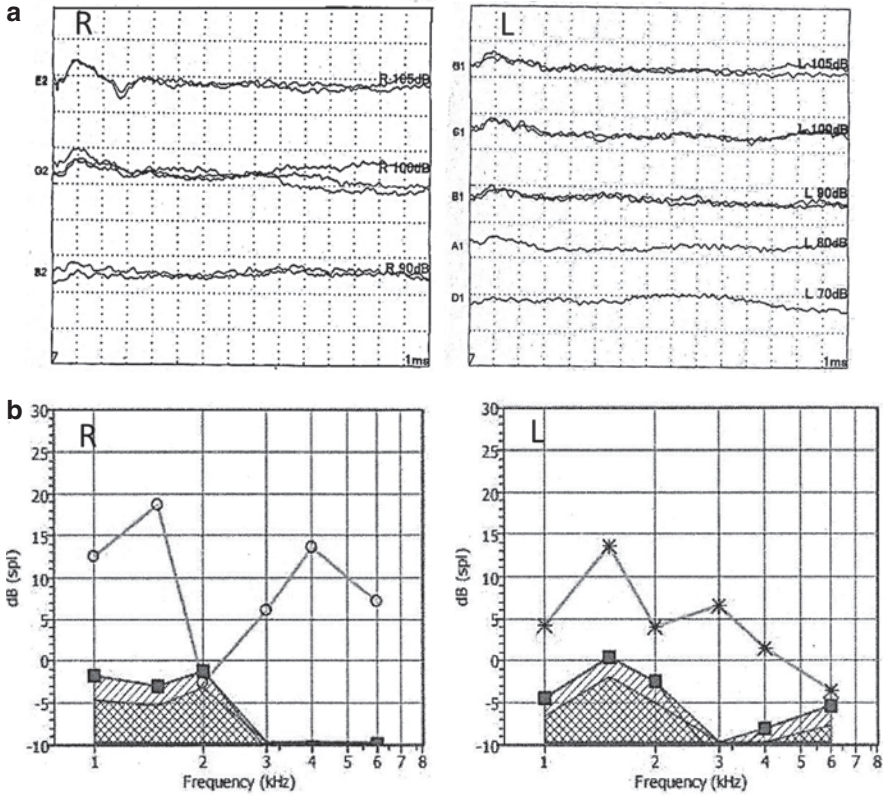 a
R
E2
R 105dB
G2
R 100dB
B2
R 90dB
7
1ms
L
B1
L 105dB
C1
L 100dB
B1
L 90dB
A1
L 80dB
D1
L 70dB
7
1ms
b
R
30
25
20
15
10
5
0
-5
-10
dB (spl)
1 2 3 4 5 6 7 8
Frequency (kHz)
L
30
25
20
15
10
5
0
-5
-10
dB (spl)
1 2 3 4 5 6 7 8
Frequency (kHz)